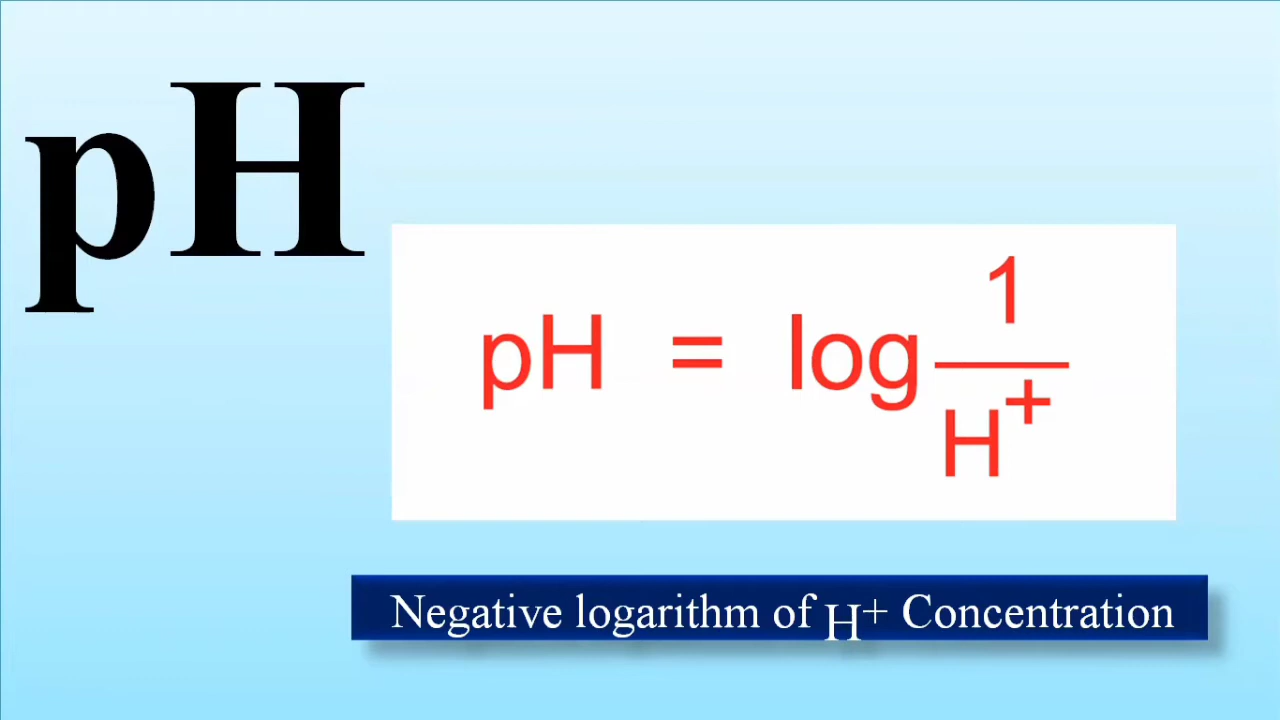 pH
pH = log 1/H⁺
Negative logarithm of H⁺ Concentration